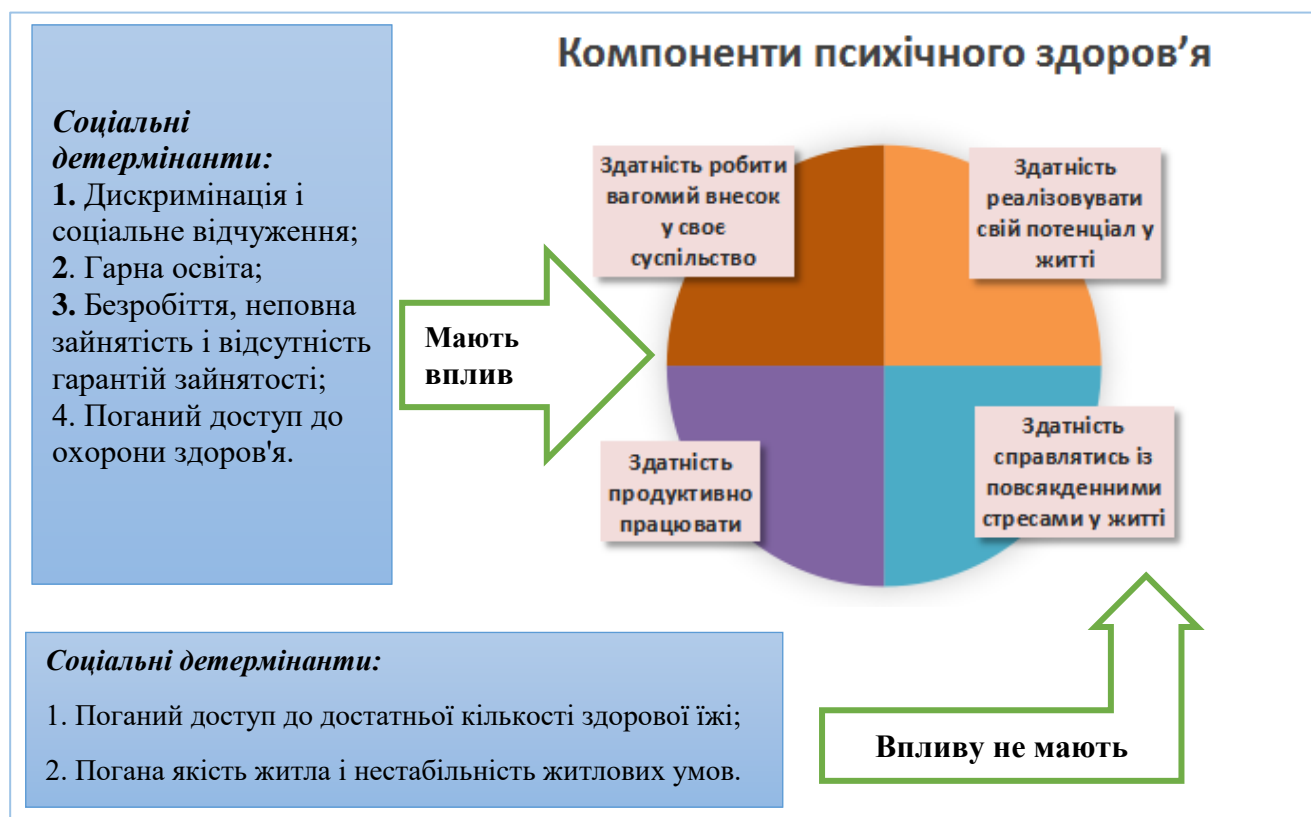 Компоненти психічного здоров’я
Соціальні
детермінанти:
1. Дискримінація і
соціальне відчуження;
2. Гарна освіта;
3. Безробіття, неповна
зайнятість і відсутність
гарантій зайнятості;
4. Поганий доступ до
охорони здоров'я.
Мають
вплив
Здатність робити
вагомий внесок
у своє
суспільство
Здатність
реалізовувати
свій потенціал у
житті
Здатність
продуктивно
працювати
Здатність
справлятись із
повсякденними
стресами у житті
Соціальні детермінанти:
1. Поганий доступ до достатньої кількості здорової їжі;
2. Погана якість житла і нестабільність житлових умов.
Впливу не мають